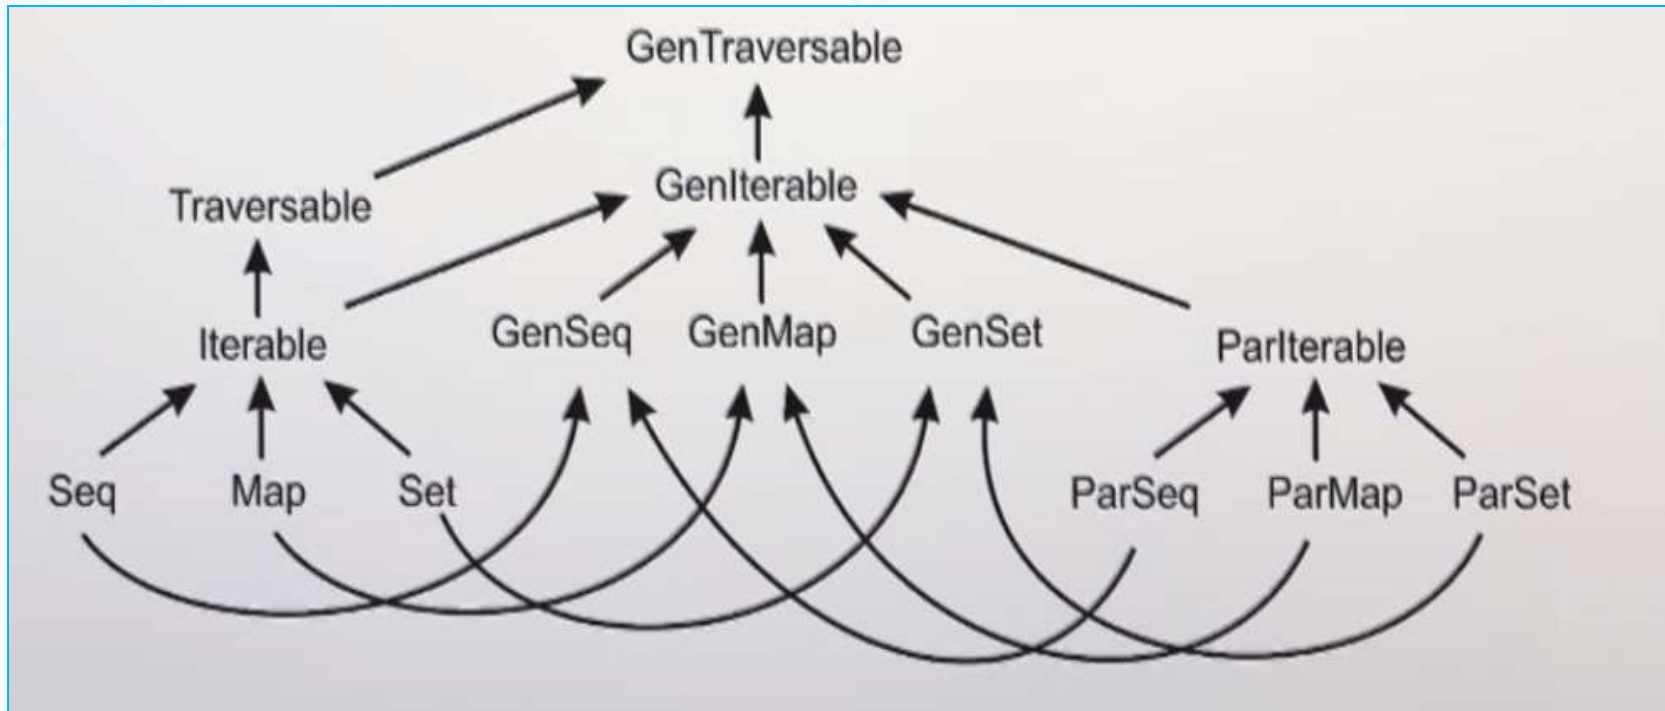 GenTraversable
Traversable
GenIterable
Iterable
GenSeq
GenMap
GenSet
ParIterable
Seq
Map
Set
ParSeq
ParMap
ParSet